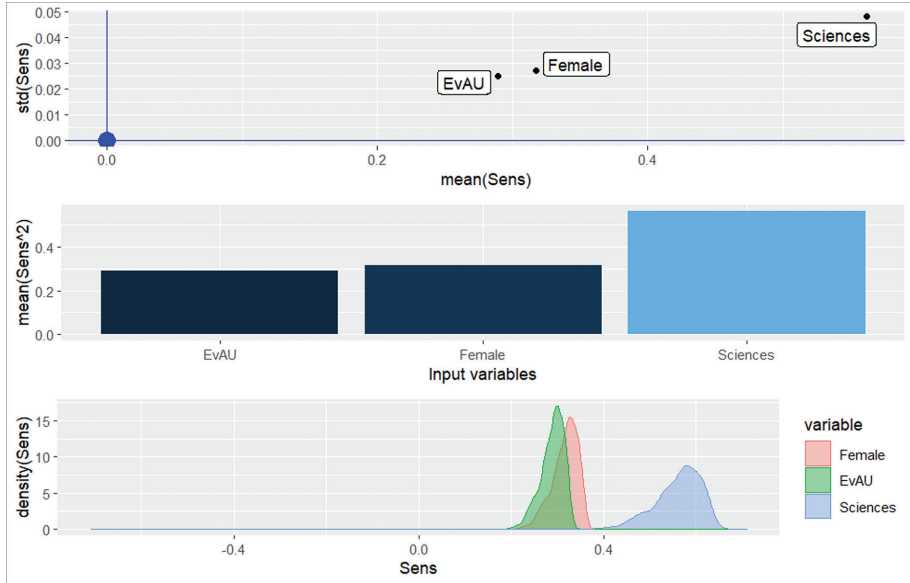 0.05
0.04
0.03
0.02
0.01
0.00
std(Sens)
Sciences
Female
EvAU
0.0 0.2 0.4
mean(Sens)
0.4
0.2
0.0
mean(Sens^2)
EvAU Female Sciences
Input variables
15
10
5
0
density(Sens)
-0.4 0.0 0.4
Sens
variable
Female
EvAU
Sciences